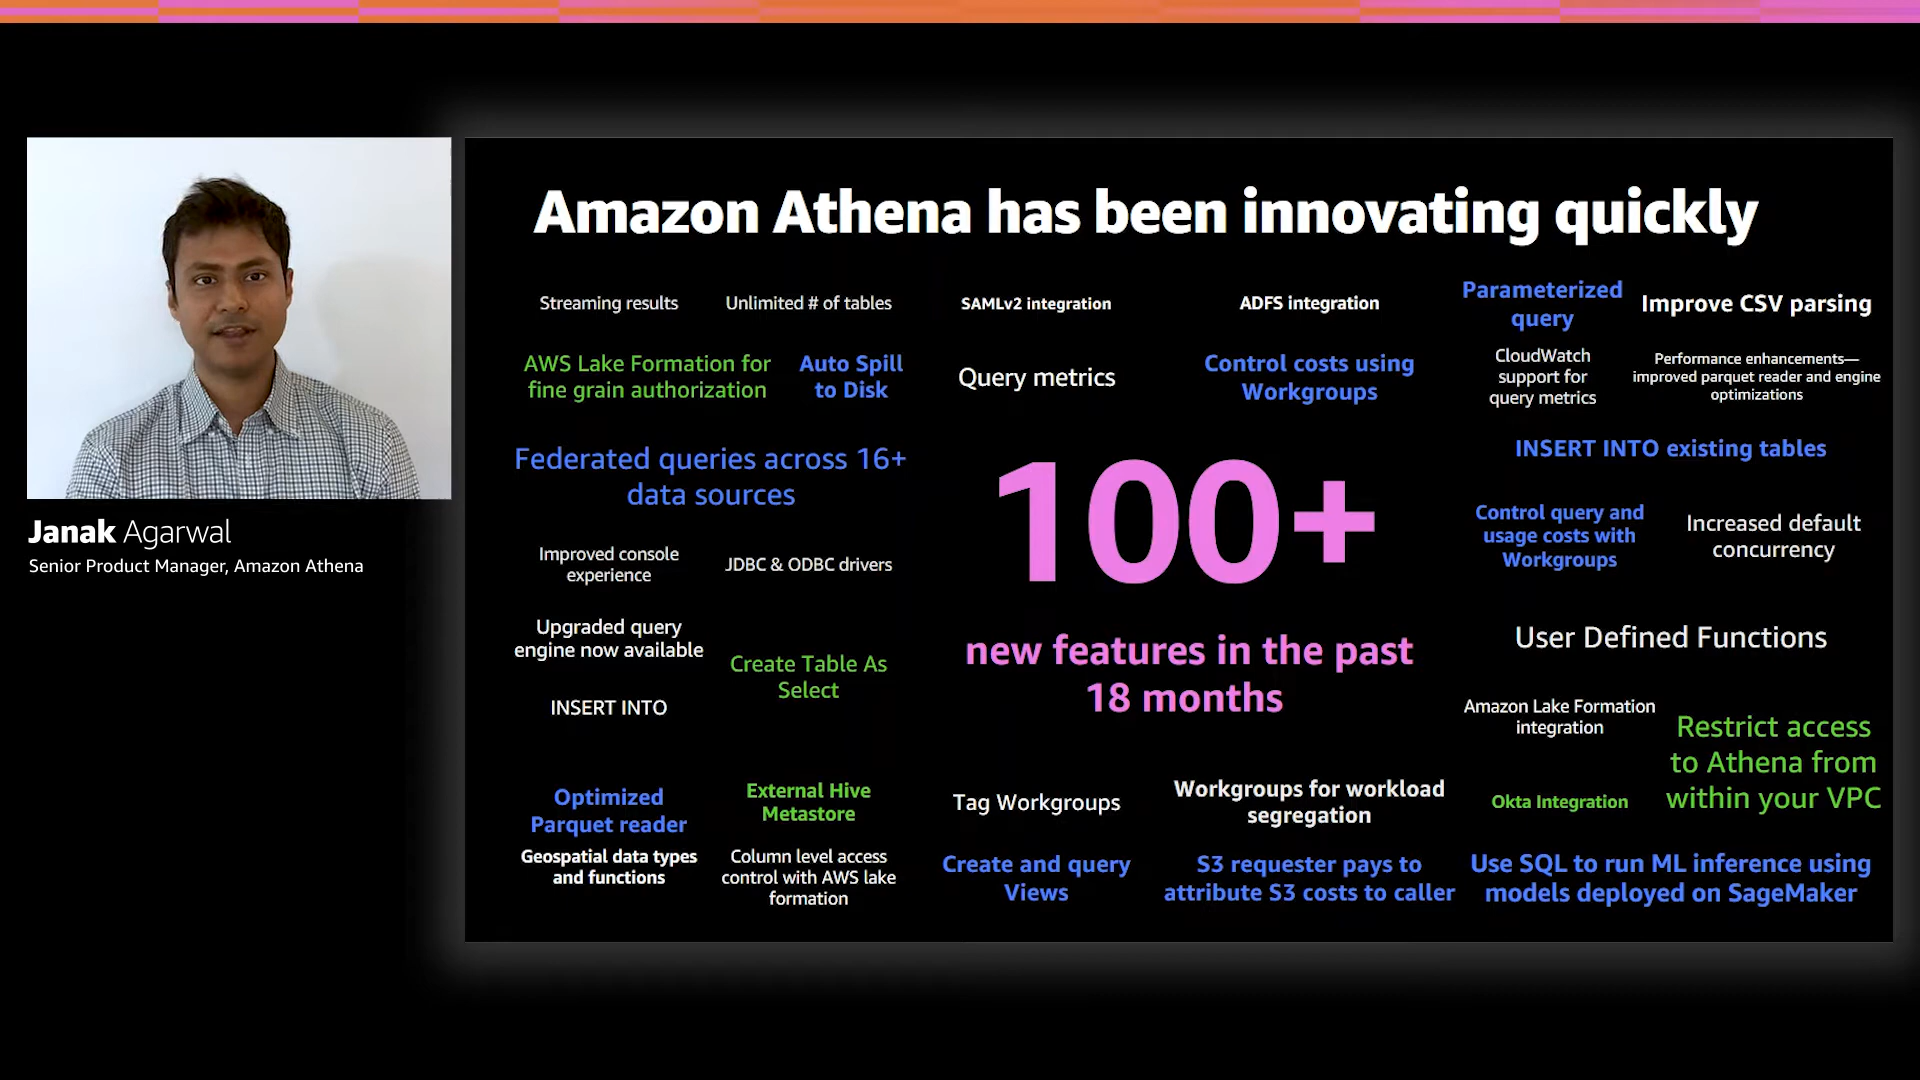 Amazon Athena has been innovating quickly
Janak Agarwal
Senior Product Manager, Amazon Athena
Streaming results
Unlimited # of tables
SAMLv2 integration
ADFS integration
Parameterized
query
Improve CSV parsing
AWS Lake Formation for
fine grain authorization
Auto Spill
to Disk
Query metrics
Control costs using
Workgroups
CloudWatch
support for
query metrics
Performance enhancements—
improved parquet reader and engine
optimizations
Federated queries across 16+
data sources
100+
new features in the past
18 months
INSERT INTO existing tables
Control query and
usage costs with
Workgroups
Increased default
concurrency
Improved console
experience
JDBC & ODBC drivers
Upgraded query
engine now available
Create Table As
Select
User Defined Functions
INSERT INTO
Amazon Lake Formation
integration
Restrict access
to Athena from
within your VPC
Optimized
Parquet reader
External Hive
Metastore
Tag Workgroups
Workgroups for workload
segregation
Okta Integration
Geospatial data types
and functions
Column level access
control with AWS lake
formation
Create and query
Views
S3 requester pays to
attribute S3 costs to caller
Use SQL to run ML inference using
models deployed on SageMaker